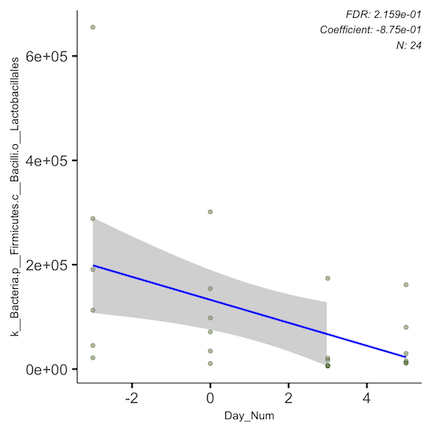 FDR: 2.159e-01
Coefficient: -8.75e-01
N: 24
k__Bacteria.p__Firmicutes.c__Bacilli.o__Lactobacillales
6e+05
4e+05
2e+05
0e+00
-2
0
2
4
Day_Num